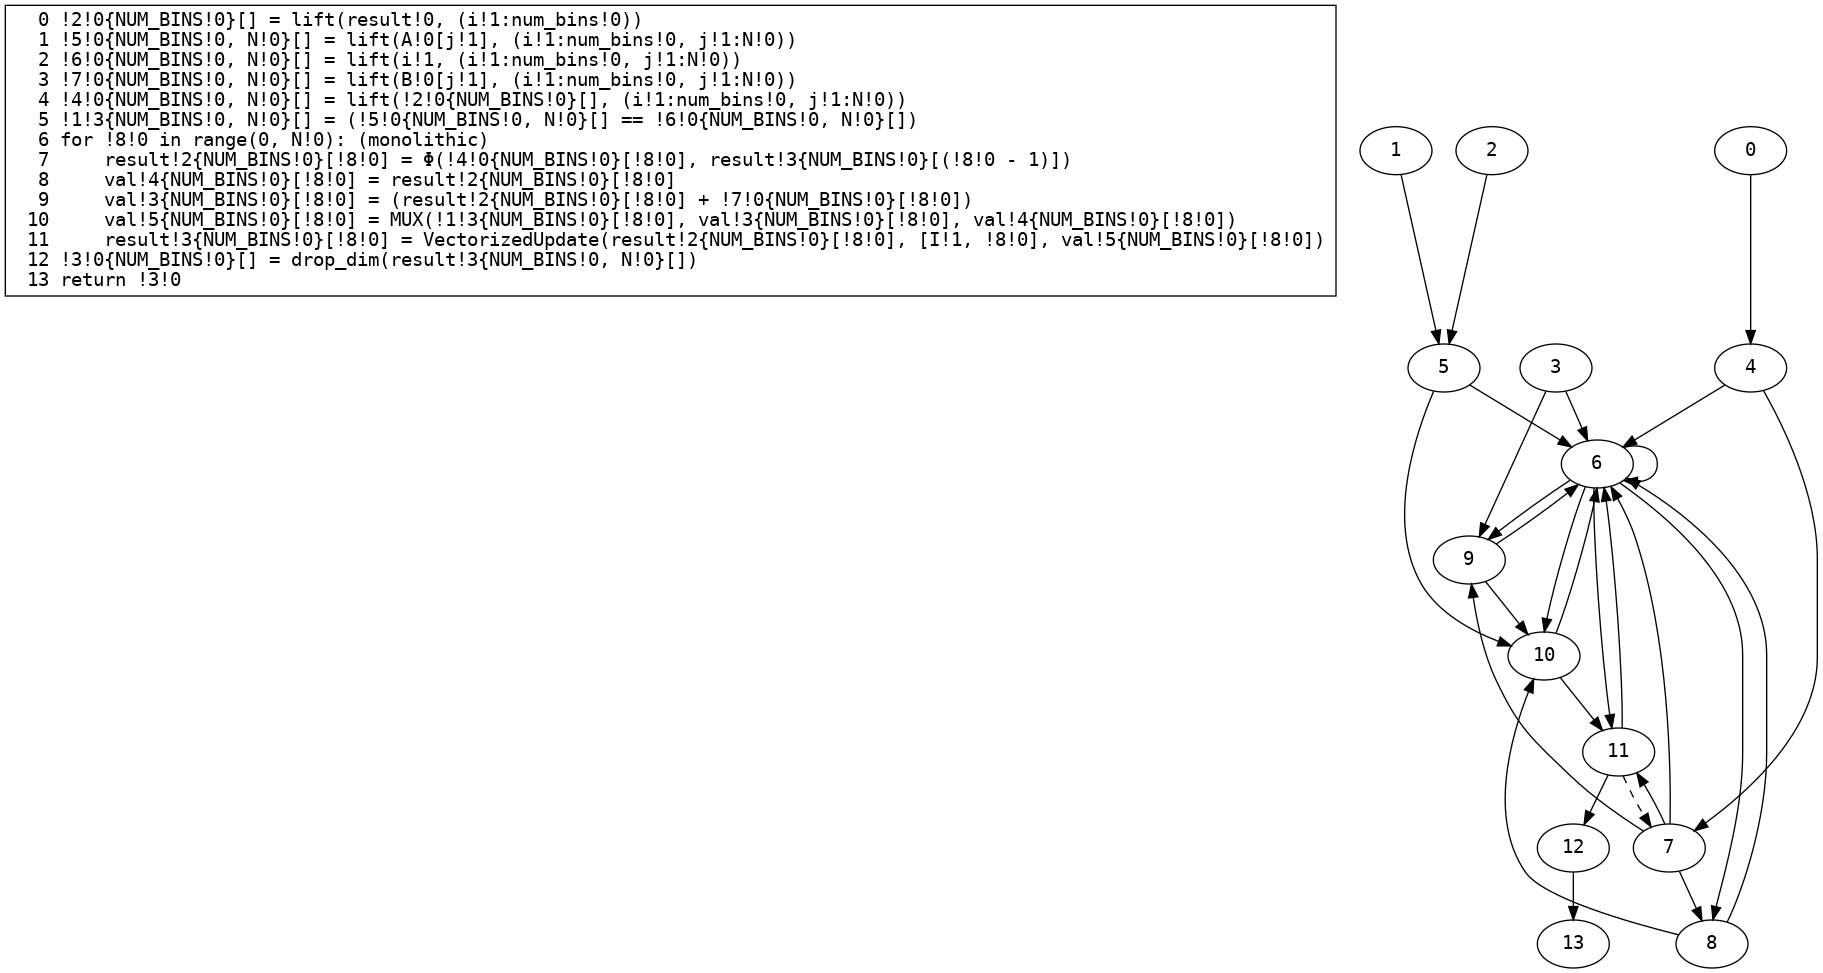 0 !2!0{NUM_BINS!0}[] = lift(result!0, (i!1:num_bins!0))
1 !5!0{NUM_BINS!0, N!0}[] = lift(A!0[j!1], (i!1:num_bins!0, j!1:N!0))
2 !6!0{NUM_BINS!0, N!0}[] = lift(i!1, (i!1:num_bins!0, j!1:N!0))
3 !7!0{NUM_BINS!0, N!0}[] = lift(B!0[j!1], (i!1:num_bins!0, j!1:N!0))
4 !4!0{NUM_BINS!0, N!0}[] = lift(!2!0{NUM_BINS!0}[], (i!1:num_bins!0, j!1:N!0))
5 !1!3{NUM_BINS!0, N!0}[] = (!5!0{NUM_BINS!0, N!0}[] == !6!0{NUM_BINS!0, N!0}[])
6 for !8!0 in range(0, N!0): (monolithic)
7     result!2{NUM_BINS!0}[!8!0] = Φ(!4!0{NUM_BINS!0}[!8!0], result!3{NUM_BINS!0}[(!8!0 - 1)])
8     val!4{NUM_BINS!0}[!8!0] = result!2{NUM_BINS!0}[!8!0]
9     val!3{NUM_BINS!0}[!8!0] = (result!2{NUM_BINS!0}[!8!0] + !7!0{NUM_BINS!0}[!8!0])
10     val!5{NUM_BINS!0}[!8!0] = MUX(!1!3{NUM_BINS!0}[!8!0], val!3{NUM_BINS!0}[!8!0], val!4{NUM_BINS!0}[!8!0])
11     result!3{NUM_BINS!0}[!8!0] = VectorizedUpdate(result!2{NUM_BINS!0}[!8!0], [I!1, !8!0], val!5{NUM_BINS!0}[!8!0])
12 !3!0{NUM_BINS!0}[] = drop_dim(result!3{NUM_BINS!0, N!0}[])
13 return !3!0
1 2 0
5 3 4
6
9
10
11
12 7
13 8